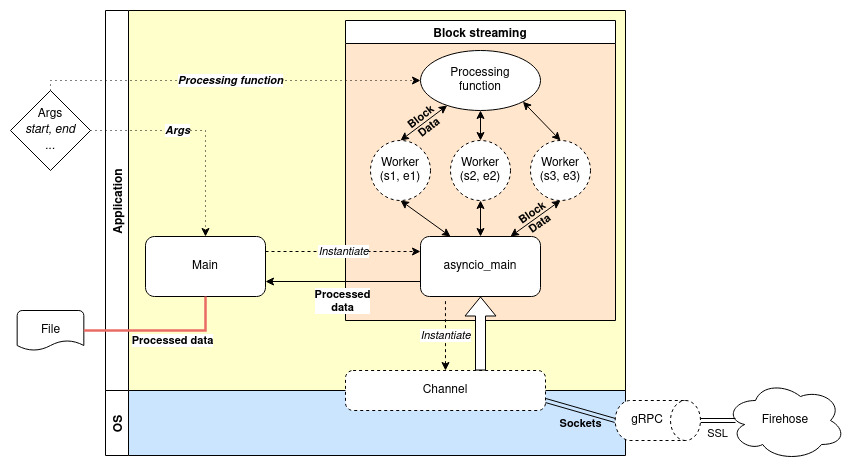 Block streaming
Processing
function
Processing function
Args
start, end
...
Args
Block
Data
Worker
(s1, e1)
Worker
(s2, e2)
Worker
(s3, e3)
Block
Data
Application
Main
Instantiate
asyncio_main
Processed
data
File
Processed data
Instantiate
Channel
OS
Sockets
gRPC
SSL
Firehose